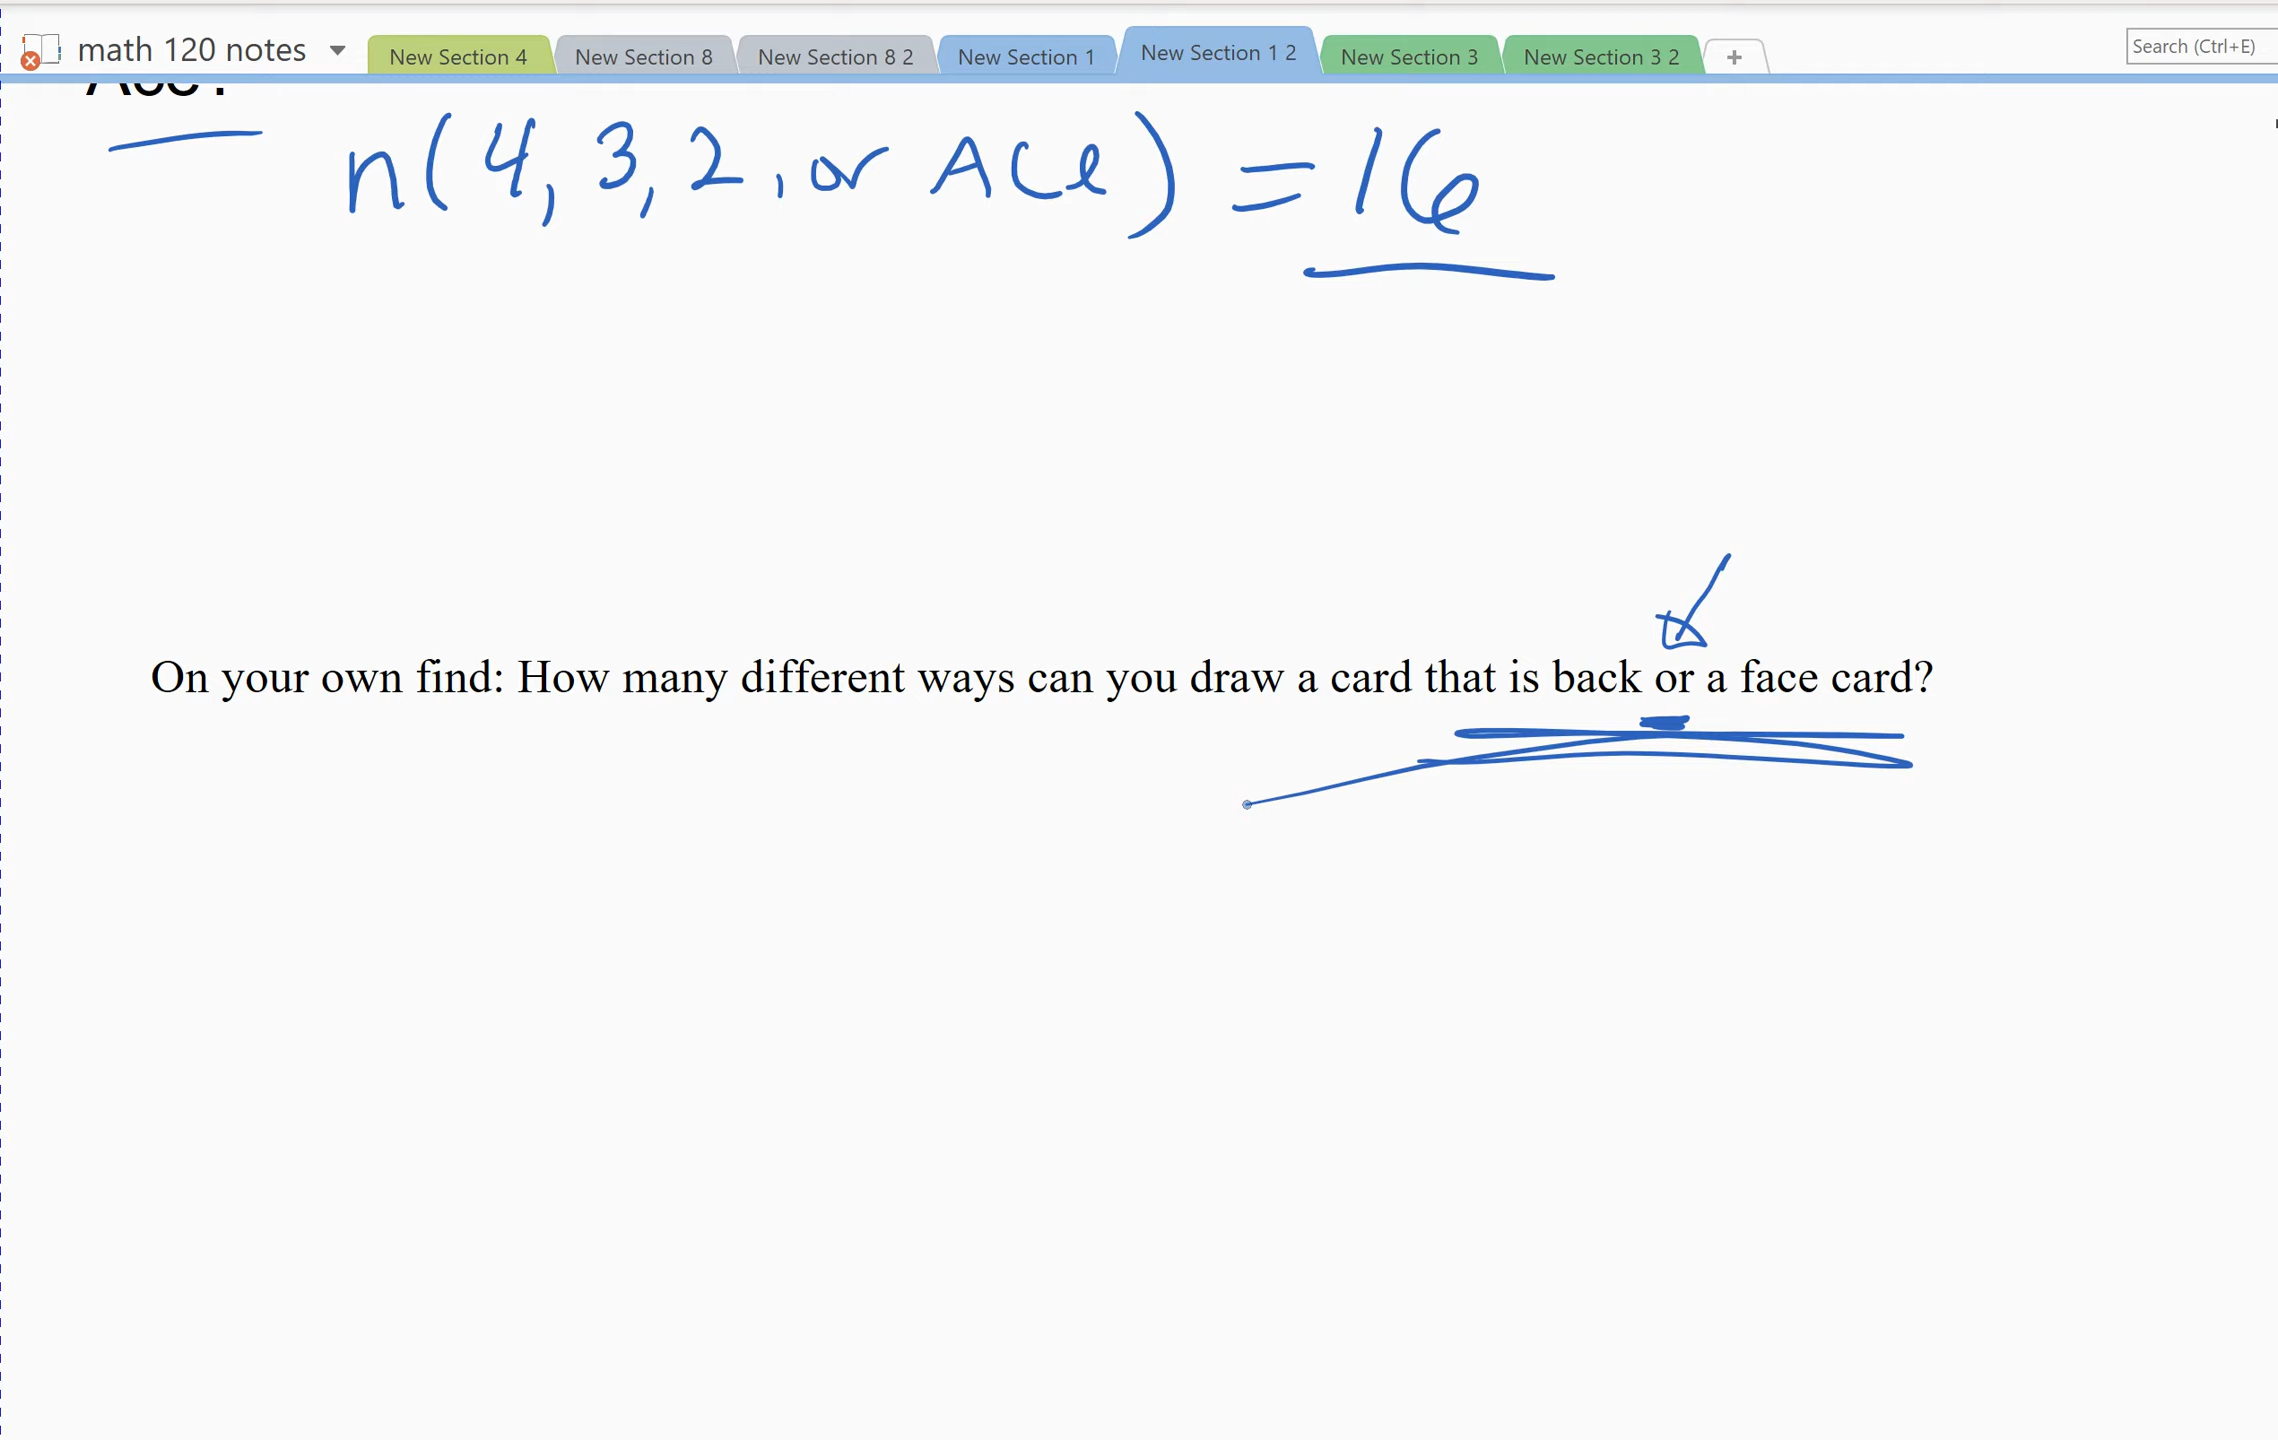 math 120 notes New Section 4 New Section 8 New Section 8 2 New Section 1 New Section 1 2 New Section 3 New Section 3 2 + Search (Ctrl+E)
n(4, 3, 2, or Ace) = 16
On your own find: How many different ways can you draw a card that is back or a face card?